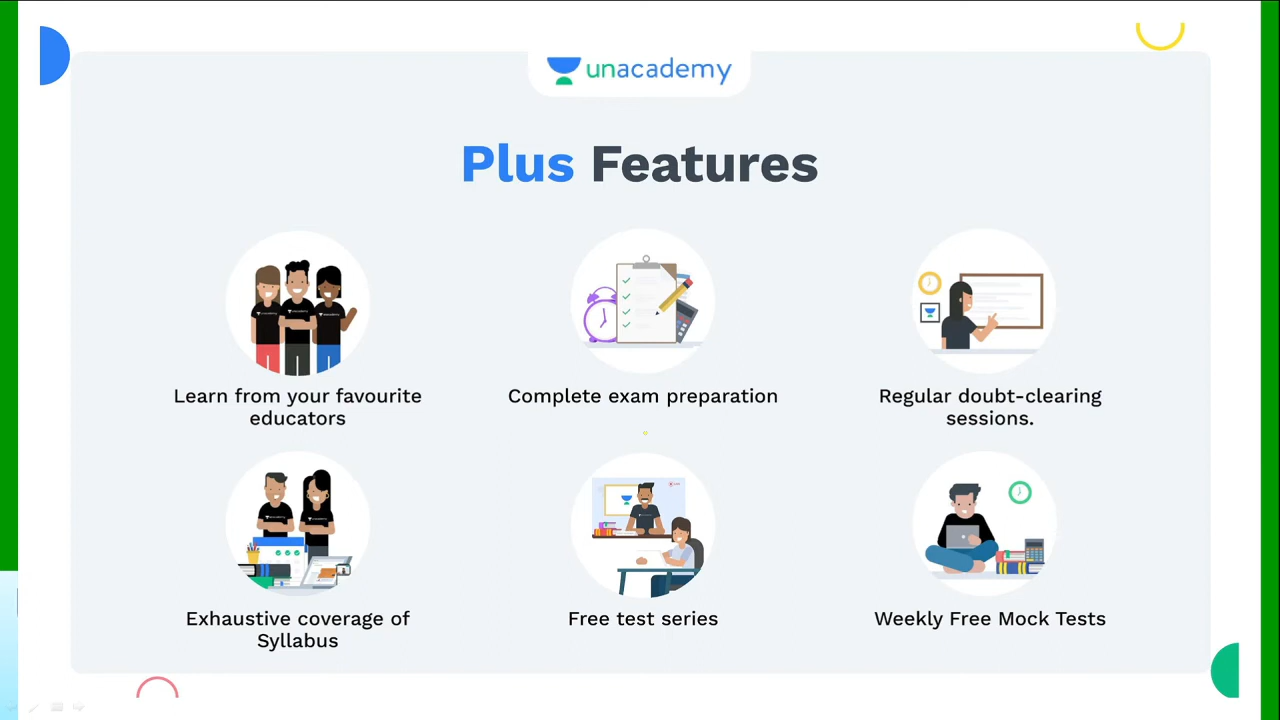 unacademy
Plus Features
Learn from your favourite
educators
Complete exam preparation
Regular doubt-clearing
sessions.
Exhaustive coverage of
Syllabus
Free test series
Weekly Free Mock Tests